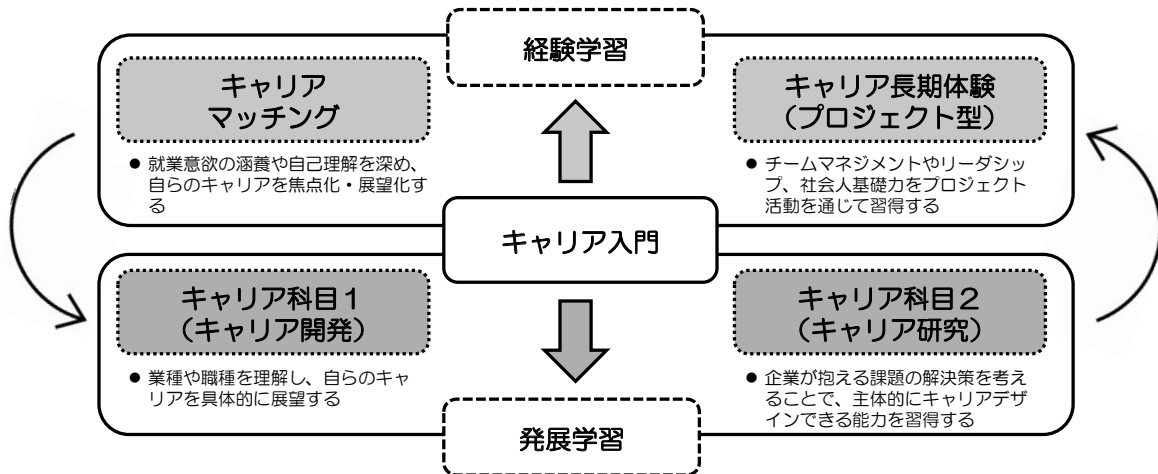 経験学習
キャリア
マッチング
● 就業意欲の涵養や自己理解を深め、
自らのキャリアを焦点化・展望化す
る
キャリア長期体験
（プロジェクト型）
● チームマネジメントやリーダシッ
プ、社会人基礎力をプロジェクト
活動を通じて習得する
キャリア入門
キャリア科目１
（キャリア開発）
● 業種や職種を理解し、自らのキャ
リアを具体的に展望する
キャリア科目２
（キャリア研究）
● 企業が抱える課題の解決策を考え
ることで、主体的にキャリアデザ
インできる能力を習得する
発展学習